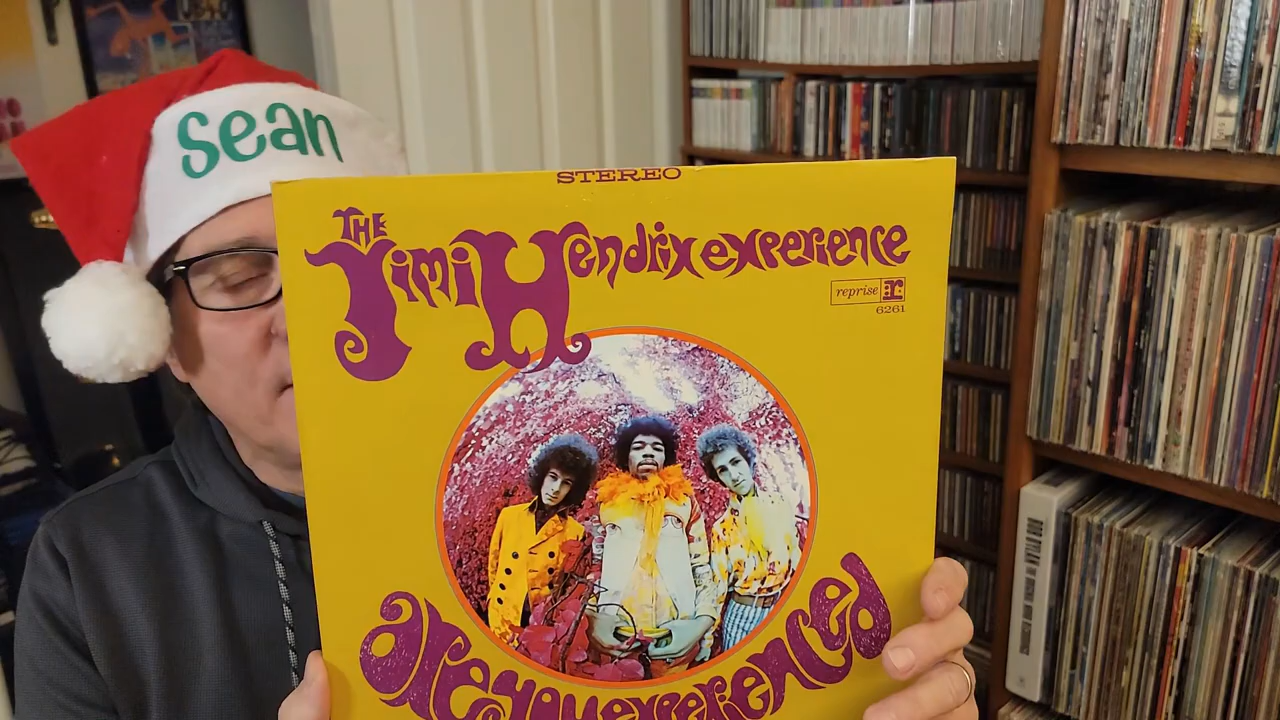 sean
STEREO
THE
Jimi Hendrix experience
reprise r
6261
are you experienced